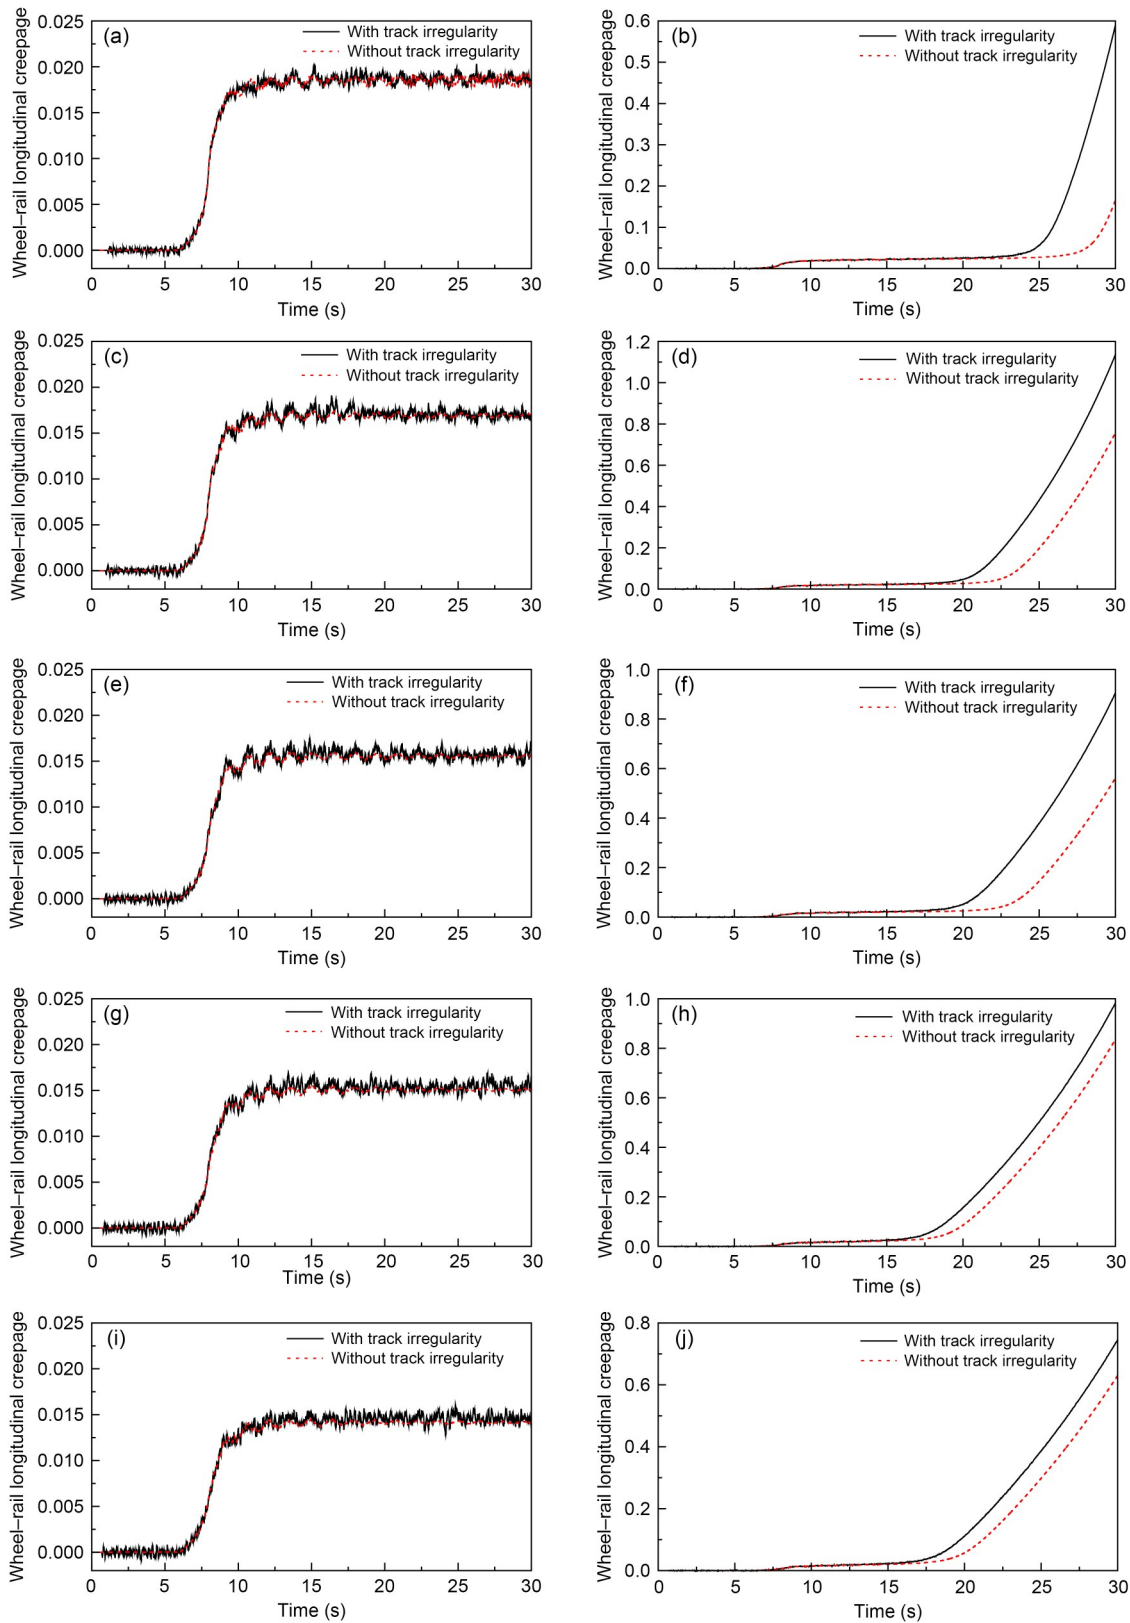 (a)
With track irregularity
Without track irregularity
Wheel–rail longitudinal creepage
0.025
0.020
0.015
0.010
0.005
0.000
0 5 10 15 20 25 30
Time (s)
(b)
With track irregularity
Without track irregularity
Wheel–rail longitudinal creepage
0.6
0.5
0.4
0.3
0.2
0.1
0.0
0 5 10 15 20 25 30
Time (s)
(c)
With track irregularity
Without track irregularity
Wheel–rail longitudinal creepage
0.025
0.020
0.015
0.010
0.005
0.000
0 5 10 15 20 25 30
Time (s)
(d)
With track irregularity
Without track irregularity
Wheel–rail longitudinal creepage
1.2
1.0
0.8
0.6
0.4
0.2
0.0
0 5 10 15 20 25 30
Time (s)
(e)
With track irregularity
Without track irregularity
Wheel–rail longitudinal creepage
0.025
0.020
0.015
0.010
0.005
0.000
0 5 10 15 20 25 30
Time (s)
(f)
With track irregularity
Without track irregularity
Wheel–rail longitudinal creepage
1.0
0.8
0.6
0.4
0.2
0.0
0 5 10 15 20 25 30
Time (s)
(g)
With track irregularity
Without track irregularity
Wheel–rail longitudinal creepage
0.025
0.020
0.015
0.010
0.005
0.000
0 5 10 15 20 25 30
Time (s)
(h)
With track irregularity
Without track irregularity
Wheel–rail longitudinal creepage
1.0
0.8
0.6
0.4
0.2
0.0
0 5 10 15 20 25 30
Time (s)
(i)
With track irregularity
Without track irregularity
Wheel–rail longitudinal creepage
0.025
0.020
0.015
0.010
0.005
0.000
0 5 10 15 20 25 30
Time (s)
(j)
With track irregularity
Without track irregularity
Wheel–rail longitudinal creepage
0.8
0.6
0.4
0.2
0.0
0 5 10 15 20 25 30
Time (s)